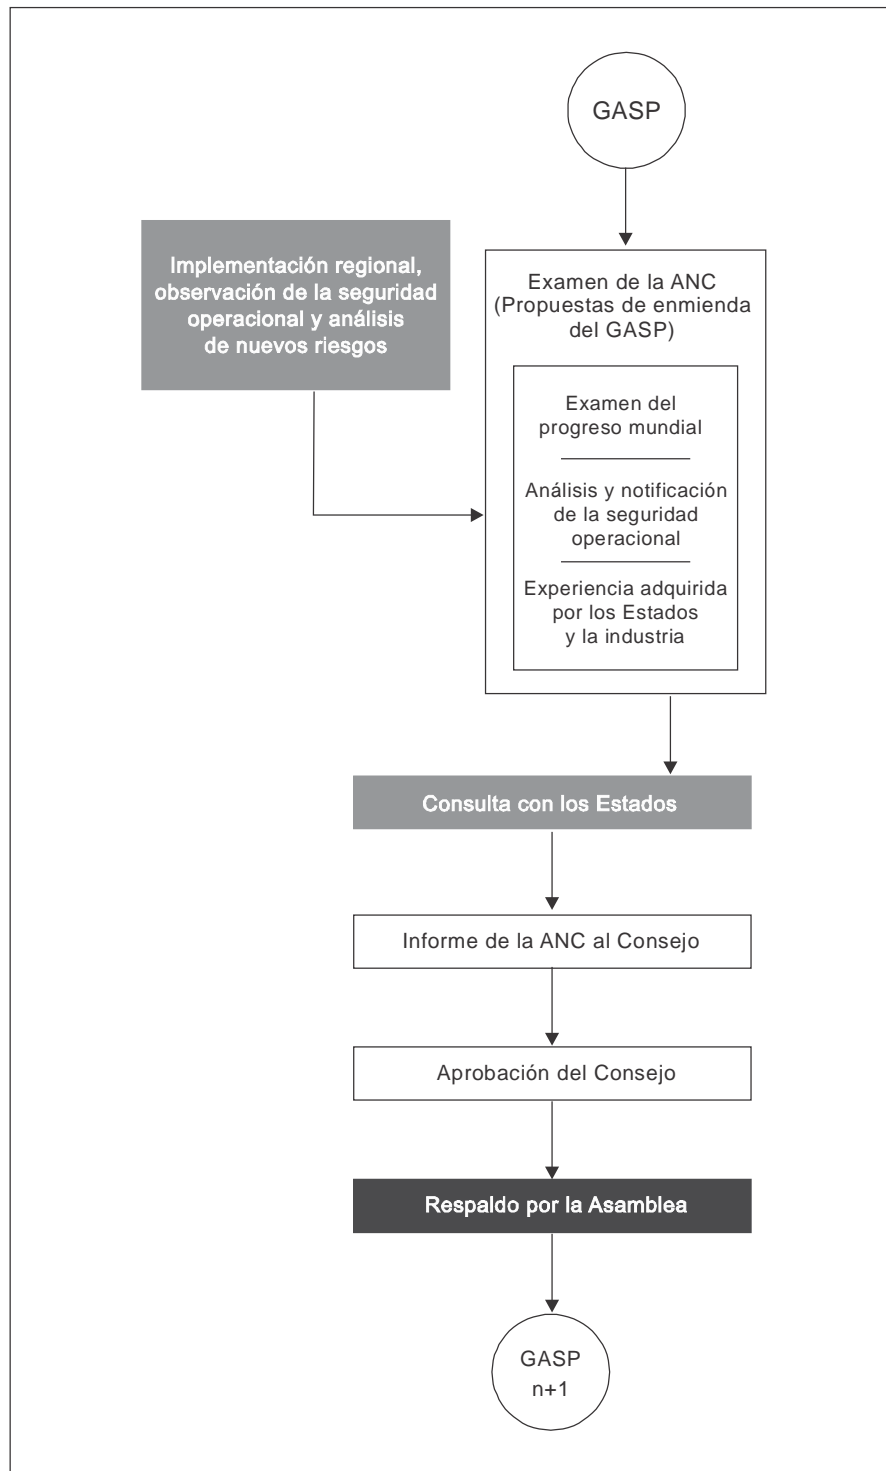 GASP
Implementación regional,
observación de la seguridad
operacional y análisis
de nuevos riesgos
Examen de la ANC
(Propuestas de enmienda
del GASP)
Examen del
progreso mundial
Análisis y notificación
de la seguridad
operacional
Experiencia adquirida
por los Estados
y la industria
Consulta con los Estados
Informe de la ANC al Consejo
Aprobación del Consejo
Respaldo por la Asamblea
GASP
n+1